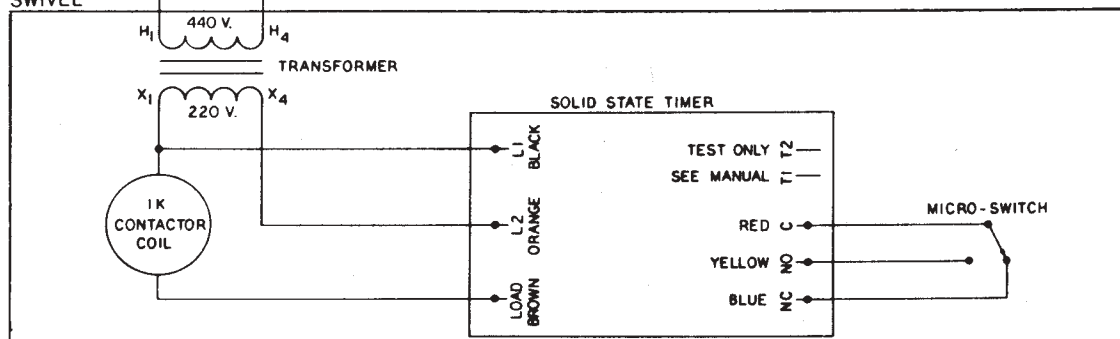 SWIVEL
H1 440 V. H4
TRANSFORMER
X1 220 V. X4
SOLID STATE TIMER
L1 BLACK
TEST ONLY T2
SEE MANUAL T1
1K
CONTACTOR
COIL
L2 ORANGE
RED C
MICRO-SWITCH
YELLOW NO
LOAD BROWN
BLUE NC